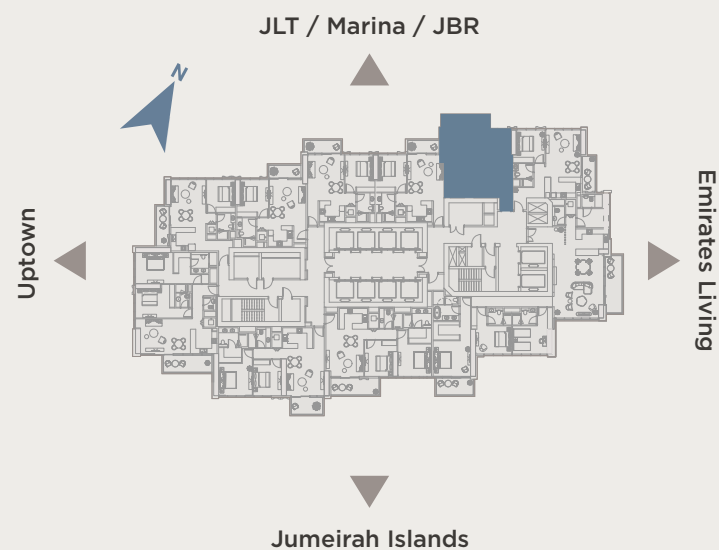 JLT / Marina / JBR
N
Uptown
Emirates Living
Jumeirah Islands